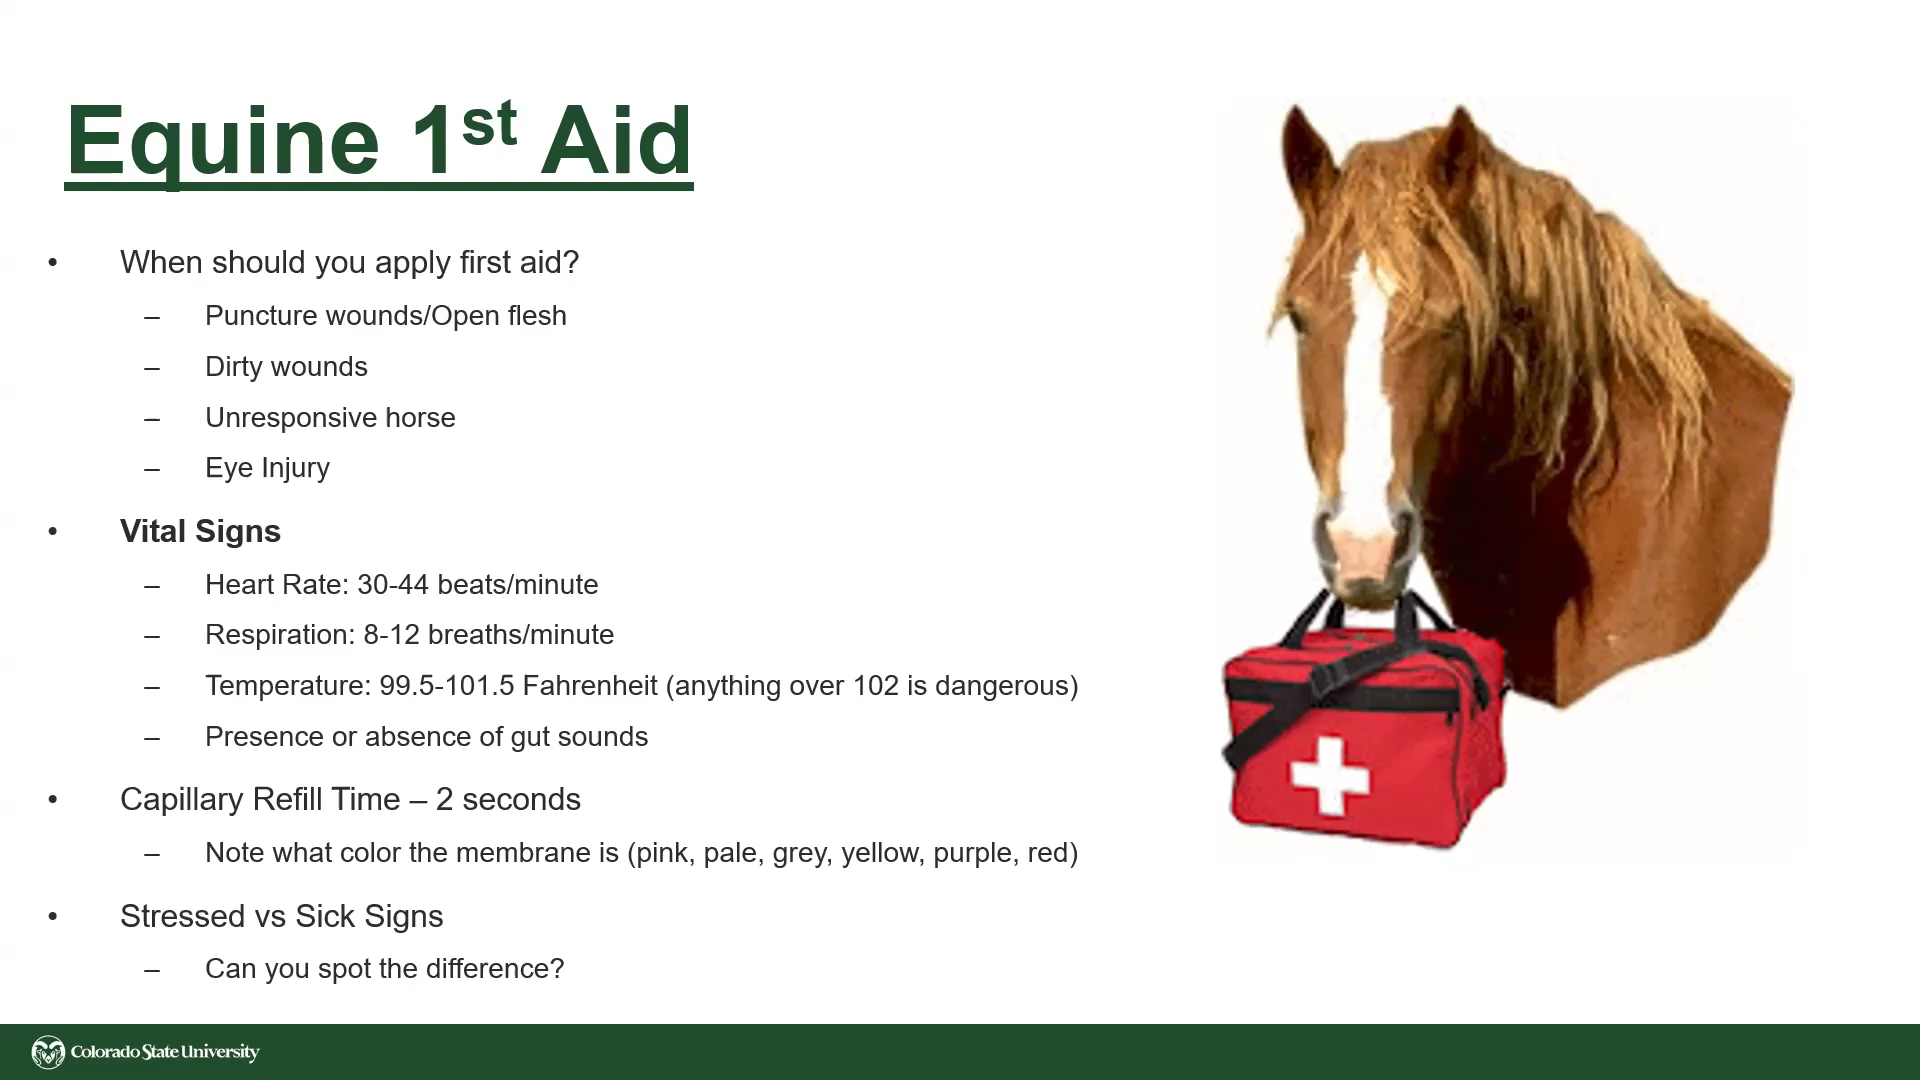 Equine 1st Aid
• When should you apply first aid?
– Puncture wounds/Open flesh
– Dirty wounds
– Unresponsive horse
– Eye Injury
• Vital Signs
– Heart Rate: 30-44 beats/minute
– Respiration: 8-12 breaths/minute
– Temperature: 99.5-101.5 Fahrenheit (anything over 102 is dangerous)
– Presence or absence of gut sounds
• Capillary Refill Time – 2 seconds
– Note what color the membrane is (pink, pale, grey, yellow, purple, red)
• Stressed vs Sick Signs
– Can you spot the difference?
Colorado State University